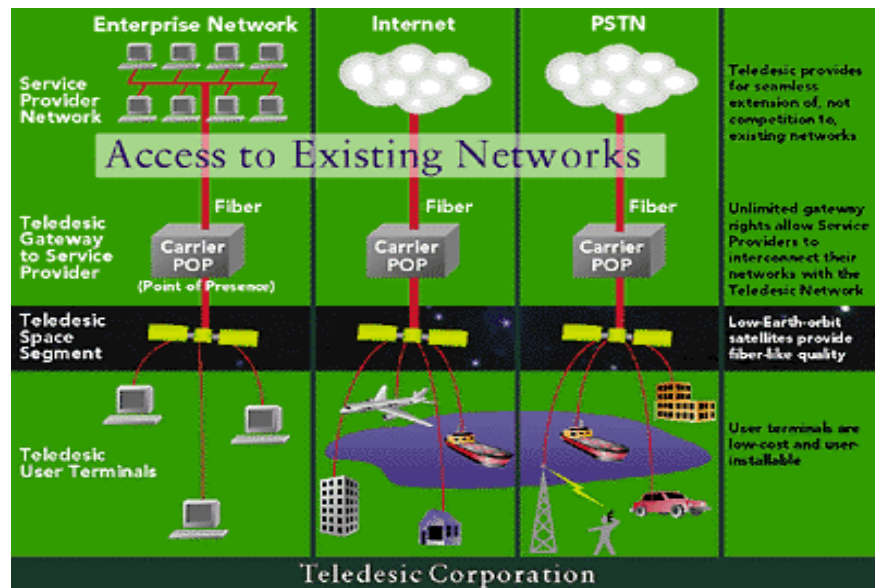 Enterprise Network
Internet
PSTN
Service
Provider
Network
Teledesic provides
for seamless
extension of, not
competition to,
existing networks
Access to Existing Networks
Fiber
Fiber
Fiber
Teledesic
Gateway
to Service
Provider
Carrier
POP
(Point of Presence)
Carrier
POP
Carrier
POP
Unlimited gateway
rights allow Service
Providers to
interconnect their
networks with the
Teledesic Network
Teledesic
Space
Segment
Low-Earth-orbit
satellites provide
fiber-like quality
Teledesic
User Terminals
User terminals are
low-cost and user-
installable
Teledesic Corporation